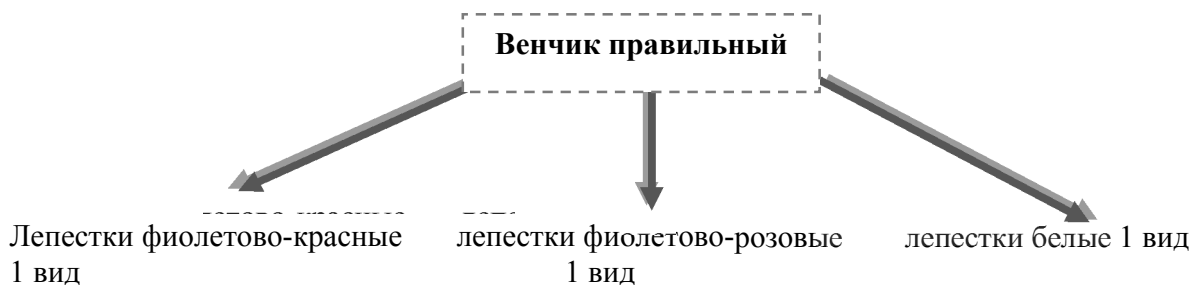 Венчик правильный
Лепестки фиолетово-красные лепестки фиолетово-розовые лепестки белые 1 вид
1 вид 1 вид